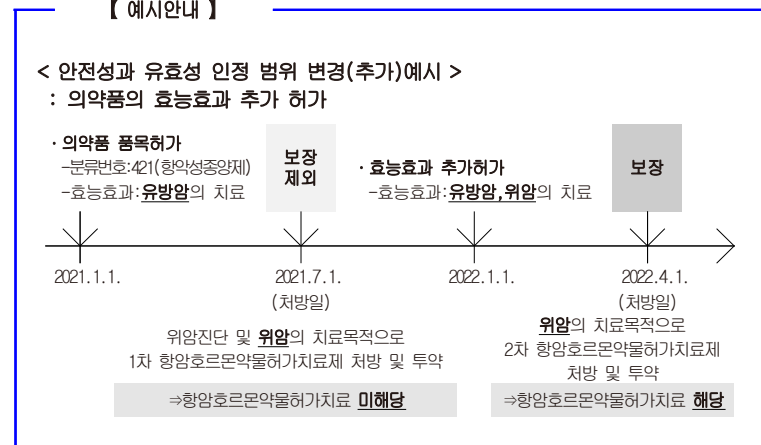 【 예시안내 】
< 안전성과 유효성 인정 범위 변경(추가)예시 >
: 의약품의 효능효과 추가 허가
· 의약품 품목허가
-분류번호:421(항악성종양제)
-효능효과:유방암의 치료
보장
제외
· 효능효과 추가허가
-효능효과:유방암,위암의 치료
보장
2021.1.1.
2021.7.1.
(처방일)
2022.1.1.
2022.4.1.
(처방일)
위암진단 및 위암의 치료목적으로
1차 항암호르몬약물허가치료제 처방 및 투약
⇒항암호르몬약물허가치료 미해당
위암의 치료목적으로
2차 항암호르몬약물허가치료제
처방 및 투약
⇒항암호르몬약물허가치료 해당